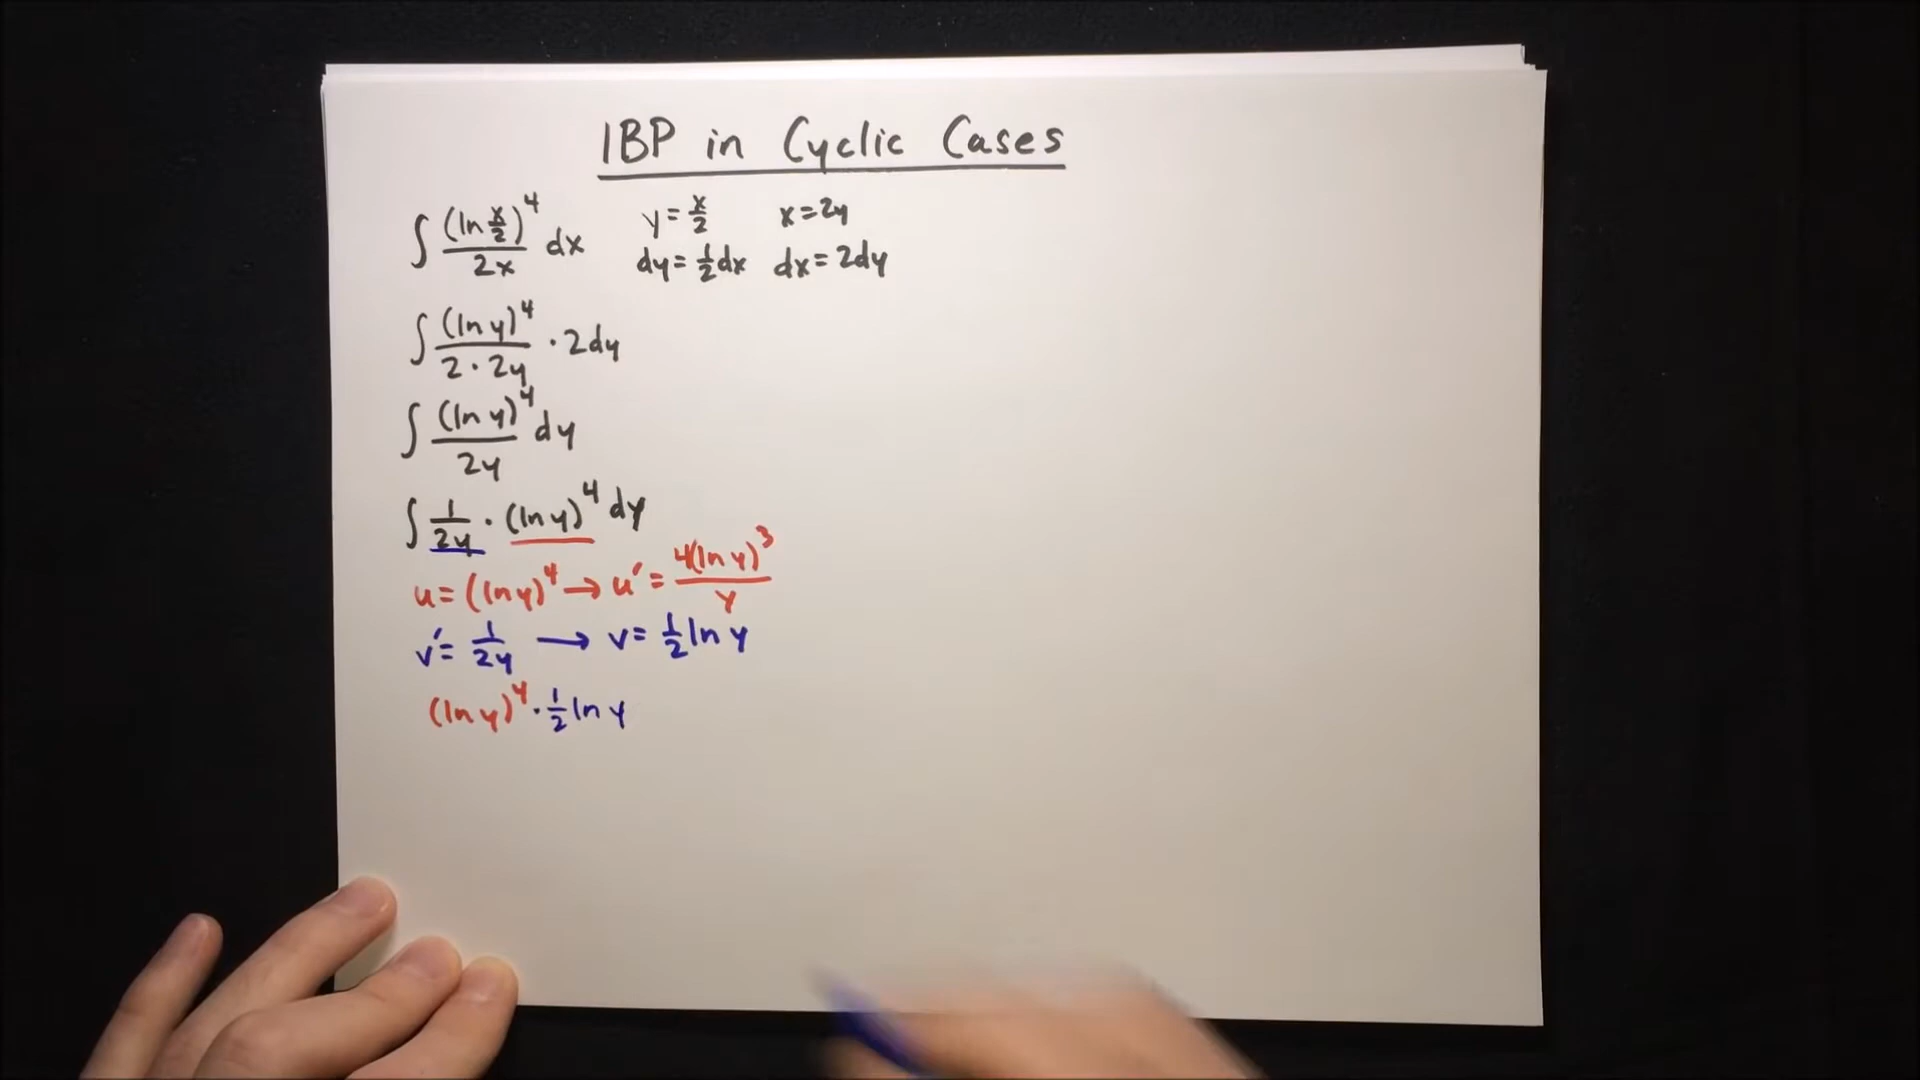 IBP in Cyclic Cases
∫ (ln x/2)^4 / 2x dx   y = x/2   x = 2y
dy = 1/2 dx   dx = 2dy
∫ (ln y)^4 / 2·2y · 2dy
∫ (ln y)^4 / 2y dy
∫ 1/2y · (ln y)^4 dy
u = (ln y)^4 → u' = 4(ln y)^3 / y
v' = 1/2y → v = 1/2 ln y
(ln y)^4 · 1/2 ln y